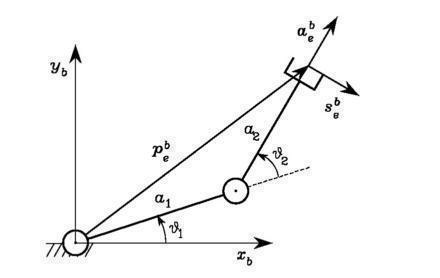 a_e^b
y_b
s_e^b
a_2
p_e^b
ϑ_2
a_1
ϑ_1
x_b